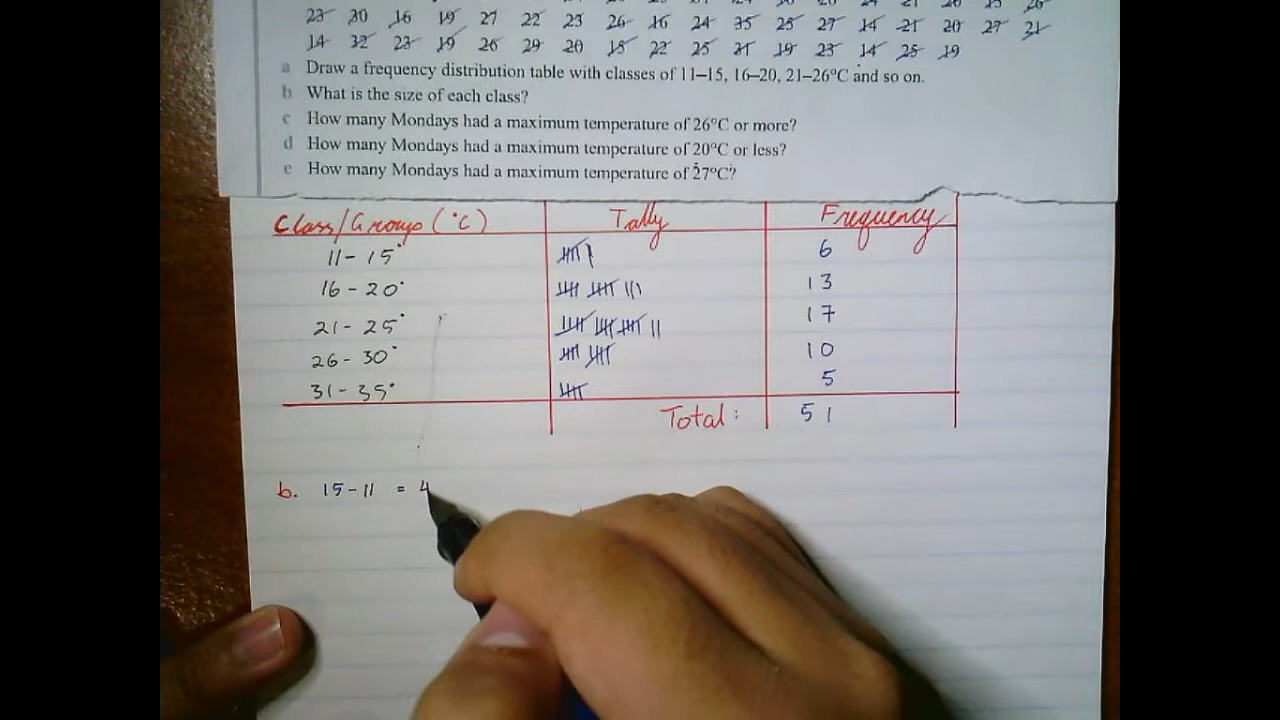 23 30 16 19 27 22 23 26 16 24 35 25 27 14 21 20 27 21
14 32 23 19 26 29 20 15 22 25 31 19 23 14 25 19
a Draw a frequency distribution table with classes of 11–15, 16–20, 21–26°C and so on.
b What is the size of each class?
c How many Mondays had a maximum temperature of 26°C or more?
d How many Mondays had a maximum temperature of 20°C or less?
e How many Mondays had a maximum temperature of 27°C?
Class/Groups (°C) Tally Frequency
11-15° 6
16-20° 13
21-25° 17
26-30° 10
31-35° 5
Total: 51
b. 15-11 = 4